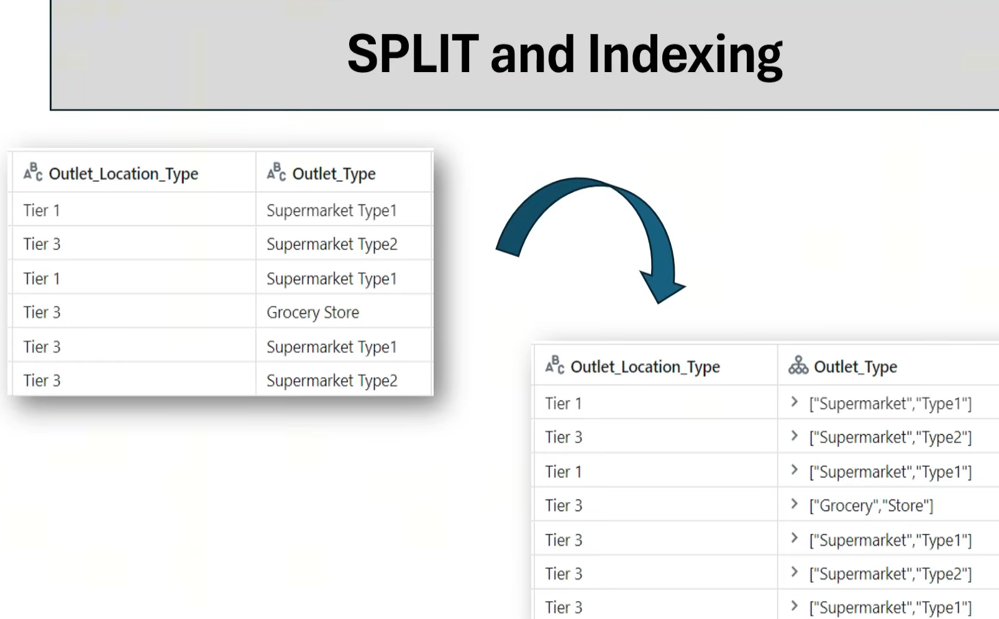 SPLIT and Indexing
ABC Outlet_Location_Type ABC Outlet_Type
Tier 1 Supermarket Type1
Tier 3 Supermarket Type2
Tier 1 Supermarket Type1
Tier 3 Grocery Store
Tier 3 Supermarket Type1
Tier 3 Supermarket Type2
ABC Outlet_Location_Type Outlet_Type
Tier 1 > ["Supermarket","Type1"]
Tier 3 > ["Supermarket","Type2"]
Tier 1 > ["Supermarket","Type1"]
Tier 3 > ["Grocery","Store"]
Tier 3 > ["Supermarket","Type1"]
Tier 3 > ["Supermarket","Type2"]
Tier 3 > ["Supermarket","Type1"]